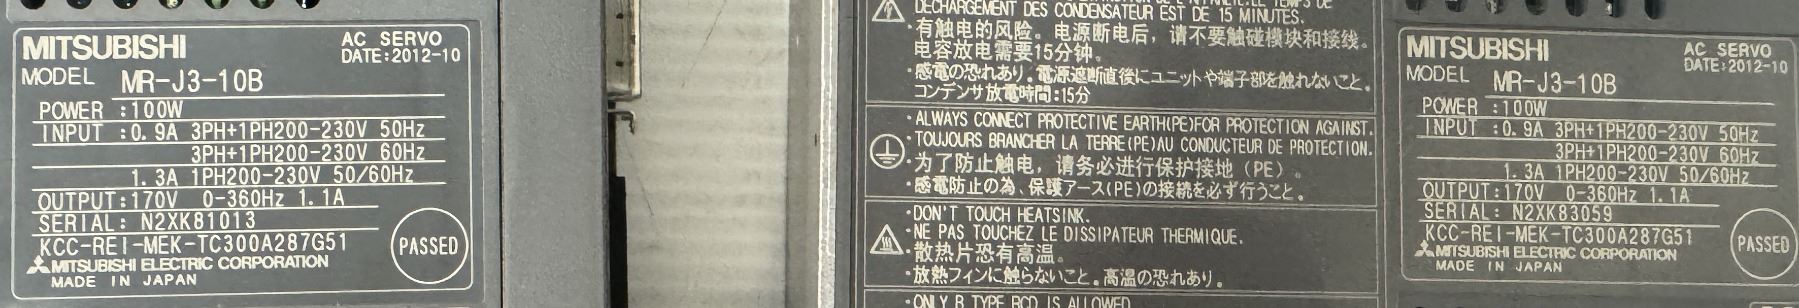 MITSUBISHI
AC SERVO
DATE:2012-10
MODEL MR-J3-10B
POWER :100W
INPUT :0.9A 3PH+1PH200-230V 50Hz
3PH+1PH200-230V 60Hz
1.3A 1PH200-230V 50/60Hz
OUTPUT:170V 0-360Hz 1.1A
SERIAL: N2XK81013
KCC-REI-MEK-TC300A287G51
PASSED
MITSUBISHI ELECTRIC CORPORATION
MADE IN JAPAN
DÉCHARGEMENT DES CONDENSATEUR EST DE 15 MINUTES.
・有触电的风险。电源断电后，请不要触碰模块和接线。
电容放电需要15分钟。
・感電の恐れあり。電源遮断直後にユニットや端子部を触れないこと。
コンデンサ放電時間:15分
・ALWAYS CONNECT PROTECTIVE EARTH(PE)FOR PROTECTION AGAINST.
・TOUJOURS BRANCHER LA TERRE(PE)AU CONDUCTEUR DE PROTECTION.
・为了防止触电，请务必进行保护接地（PE）。
・感電防止の為、保護アース(PE)の接続を必ず行うこと。
・DON'T TOUCH HEATSINK.
・NE PAS TOUCHEZ LE DISSIPATEUR THERMIQUE.
・散热片恐有高温。
・放熱フィンに触らないこと。高温の恐れあり。
・ONLY B TYPE RCD IS ALLOWED
MITSUBISHI
AC SERVO
DATE:2012-10
MODEL MR-J3-10B
POWER :100W
INPUT :0.9A 3PH+1PH200-230V 50Hz
3PH+1PH200-230V 60Hz
1.3A 1PH200-230V 50/60Hz
OUTPUT:170V 0-360Hz 1.1A
SERIAL: N2XK83059
KCC-REI-MEK-TC300A287G51
PASSED
MITSUBISHI ELECTRIC CORPORATION
MADE IN JAPAN